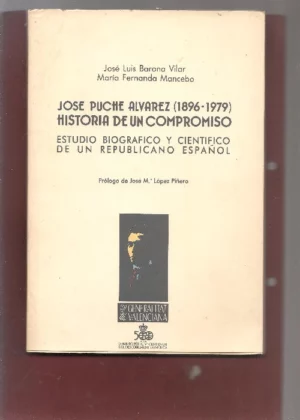 José Luis Barona Vilar
María Fernanda Mancebo
JOSE PUCHE ALVAREZ (1896-1979)
HISTORIA DE UN COMPROMISO
ESTUDIO BIOGRAFICO Y CIENTIFICO
DE UN REPUBLICANO ESPAÑOL
Prólogo de José M.ª López Piñero
GENERALITAT
VALENCIANA